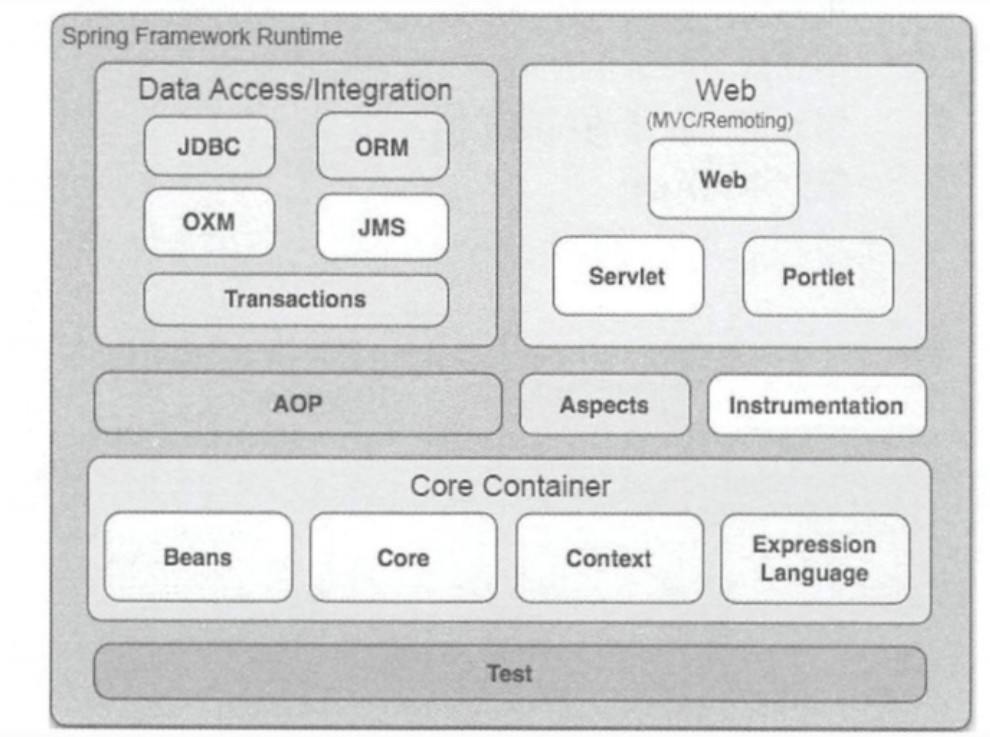 Spring Framework Runtime
Data Access/Integration
JDBC
ORM
OXM
JMS
Transactions
Web
(MVC/Remoting)
Web
Servlet
Portlet
AOP
Aspects
Instrumentation
Core Container
Beans
Core
Context
Expression
Language
Test